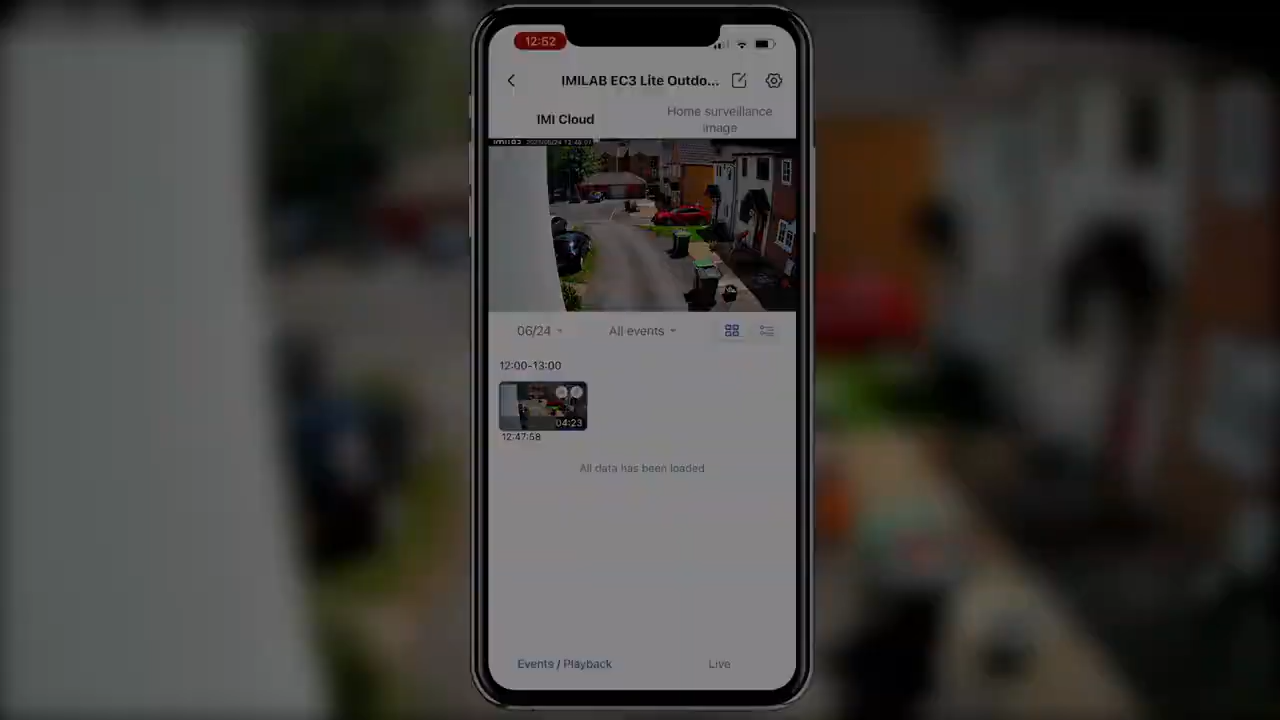 12:52
IMILAB EC3 Lite Outdo...
IMI Cloud
Home surveillance
image
06/24
All events
12:00-13:00
04:23
12:47:58
All data has been loaded
Events / Playback
Live